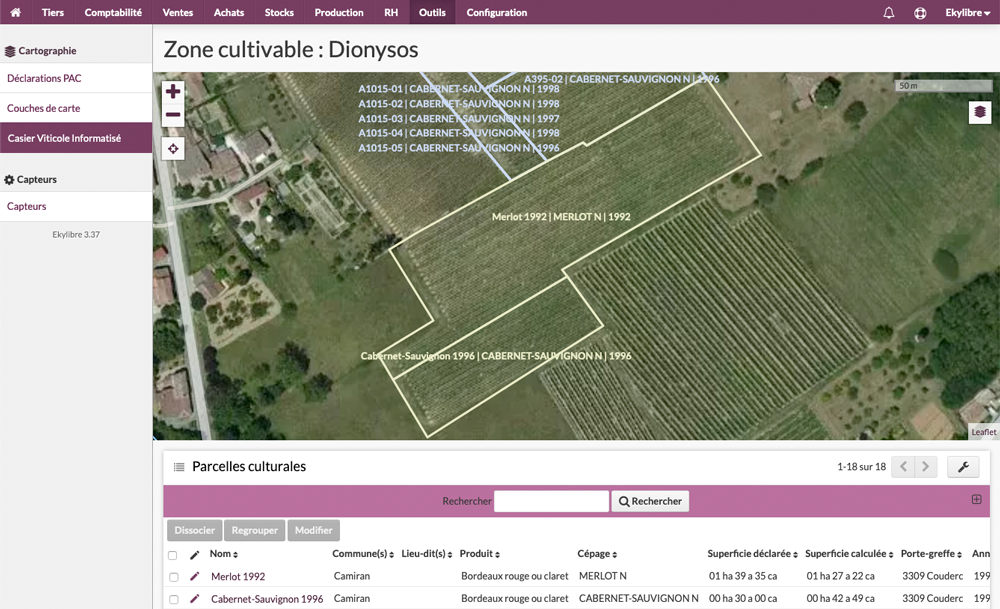 Tiers Comptabilité Ventes Achats Stocks Production RH Outils Configuration Ekylibre
Cartographie
Déclarations PAC
Couches de carte
Casier Viticole Informatisé
Capteurs
Capteurs
Ekylibre 3.37
Zone cultivable : Dionysos
A395-02 | CABERNET-SAUVIGNON N | 1996
50 m
A1015-01 | CABERNET-SAUVIGNON N | 1998
A1015-02 | CABERNET-SAUVIGNON N | 1998
A1015-03 | CABERNET-SAUVIGNON N | 1997
A1015-04 | CABERNET-SAUVIGNON N | 1998
A1015-05 | CABERNET-SAUVIGNON N | 1996
Merlot 1992 | MERLOT N | 1992
Cabernet-Sauvignon 1996 | CABERNET-SAUVIGNON N | 1996
Leaflet
Parcelles culturales 1-18 sur 18
Rechercher Rechercher
Dissocier Regrouper Modifier
Nom Commune(s) Lieu-dit(s) Produit Cépage Superficie déclarée Superficie calculée Porte-greffe Ann
Merlot 1992 Camiran Bordeaux rouge ou claret MERLOT N 01 ha 39 a 35 ca 01 ha 27 a 22 ca 3309 Couderc 199
Cabernet-Sauvignon 1996 Camiran Bordeaux rouge ou claret CABERNET-SAUVIGNON N 00 ha 30 a 00 ca 00 ha 42 a 49 ca 3309 Couderc 199